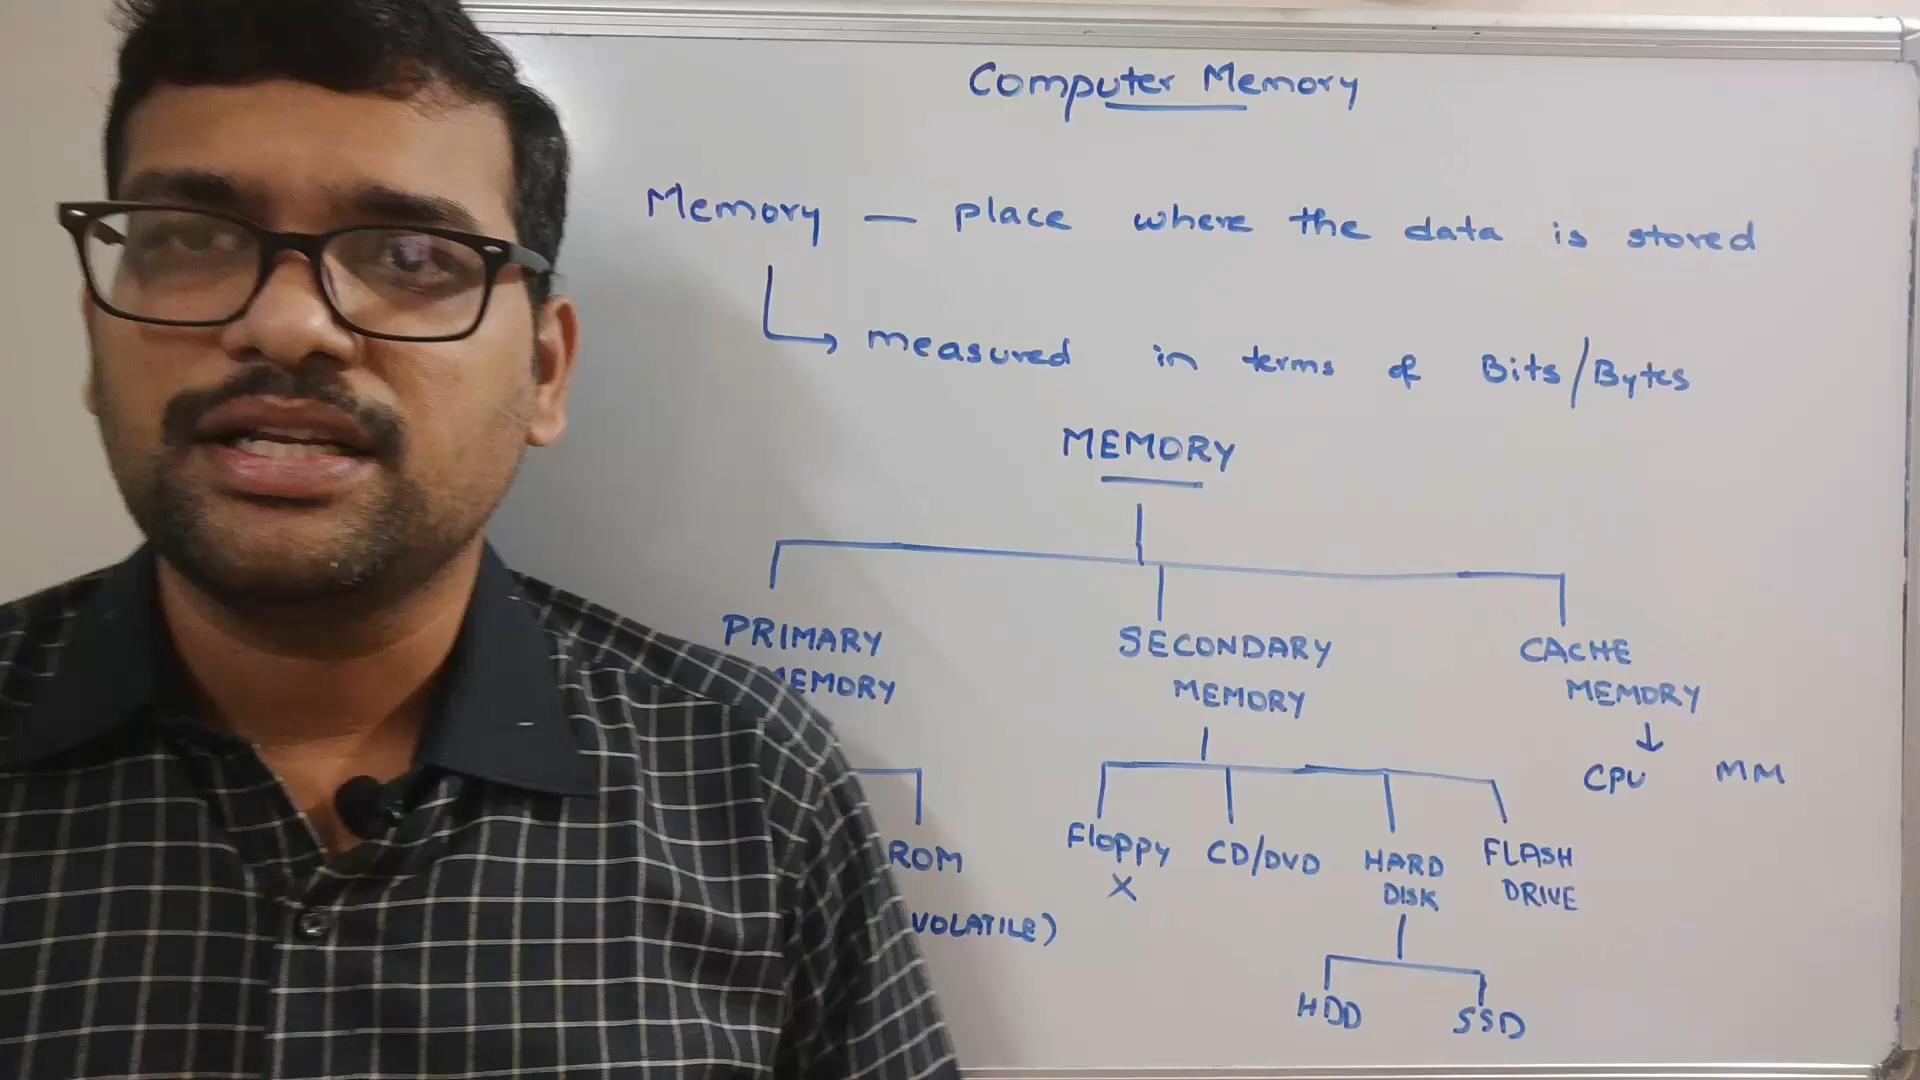 Computer Memory
Memory — place where the data is stored
↳ measured in terms of Bits/Bytes
MEMORY
PRIMARY SECONDARY CACHE
MEMORY MEMORY MEMORY
↓
CPU MM
ROM Floppy CD/DVD HARD FLASH
X DISK DRIVE
VOLATILE)
HDD SSD